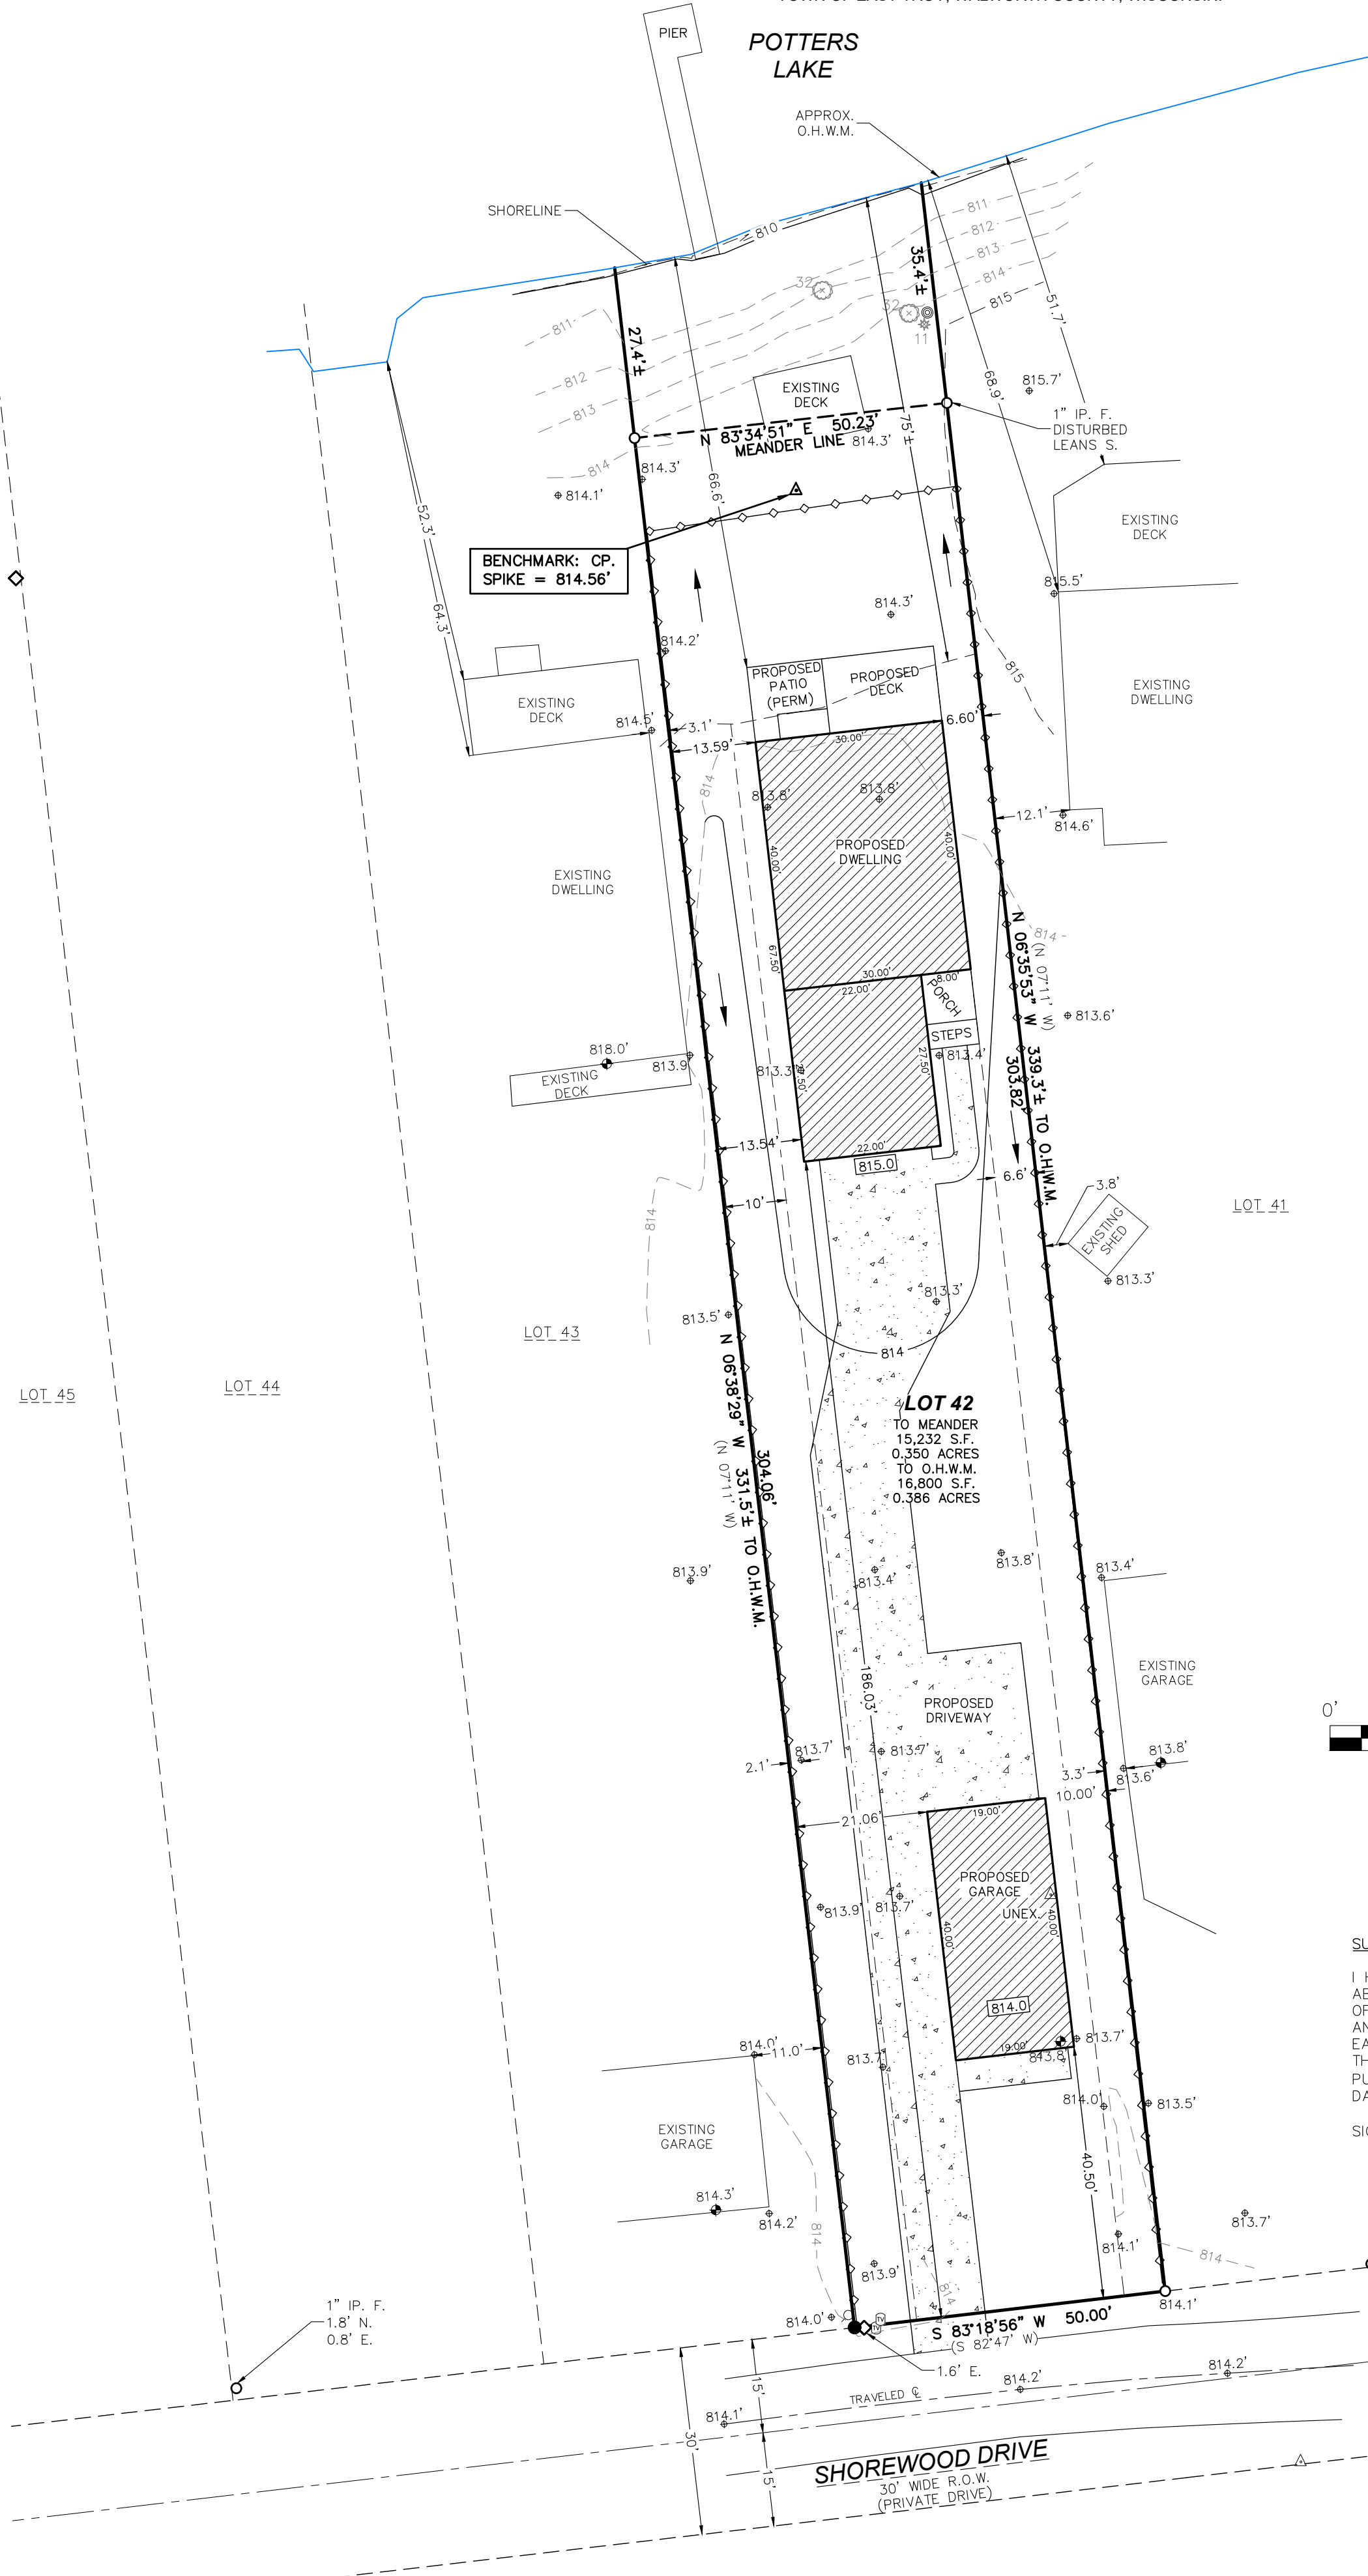 PIER
POTTERS
LAKE
APPROX.
O.H.W.M.
SHORELINE
810
811
812
813
814
815
35.4'±
51.7'
32
32
11
811
812
813
814
27.4'±
EXISTING
DECK
75'±
68.9'
815.7'
1" IP. F.
DISTURBED
LEANS S.
N 83°34'51" E 50.23'
MEANDER LINE
814.3'
814.3'
814.1'
66.6'
52.3'
64.3'
BENCHMARK: CP.
SPIKE = 814.56'
EXISTING
DECK
815.5'
814.3'
814.2'
815
PROPOSED
PATIO
(PERM)
PROPOSED
DECK
EXISTING
DECK
EXISTING
DWELLING
814.5'
3.1'
13.59'
30.00'
6.60'
814
813.8'
813.8'
12.1'
814.6'
PROPOSED
DWELLING
40.00'
40.00'
EXISTING
DWELLING
67.50'
814
N 06°35'53" W 339.3'± TO O.H.W.M.
(N 07°11' W)
303.82'
30.00'
22.00'
8.00'
PORCH
STEPS
813.6'
818.0'
813.9'
EXISTING
DECK
813.3'
27.50'
27.50'
813.4'
13.54'
22.00'
815.0
6.6'
3.8'
10'
EXISTING
SHED
LOT 41
814
813.3'
813.3'
813.5'
LOT 43
814
LOT 44
LOT 45
N 06°38'29" W 331.5'± TO O.H.W.M.
(N 07°11' W)
304.06'
LOT 42
TO MEANDER
15,232 S.F.
0.350 ACRES
TO O.H.W.M.
16,800 S.F.
0.386 ACRES
813.9'
813.4'
813.8'
813.4'
186.03'
EXISTING
GARAGE
PROPOSED
DRIVEWAY
0'
2.1'
813.7'
813.7'
3.3'
813.6'
813.8'
10.00'
21.06'
19.00'
PROPOSED
GARAGE
UNEX.
813.9'
813.7'
40.00'
40.00'
814.0
19.00'
813.7'
814.0'
11.0'
813.7'
814.0'
813.5'
EXISTING
GARAGE
40.50'
814.3'
814.2'
814
813.9'
814
814.1'
813.7'
814
814.1'
814.0'
TV
TV
S 83°18'56" W 50.00'
(S 82°47' W)
1.6' E.
1" IP. F.
1.8' N.
0.8' E.
15'
30'
15'
814.1'
TRAVELED ℄
814.2'
814.2'
SHOREWOOD DRIVE
30' WIDE R.O.W.
(PRIVATE DRIVE)